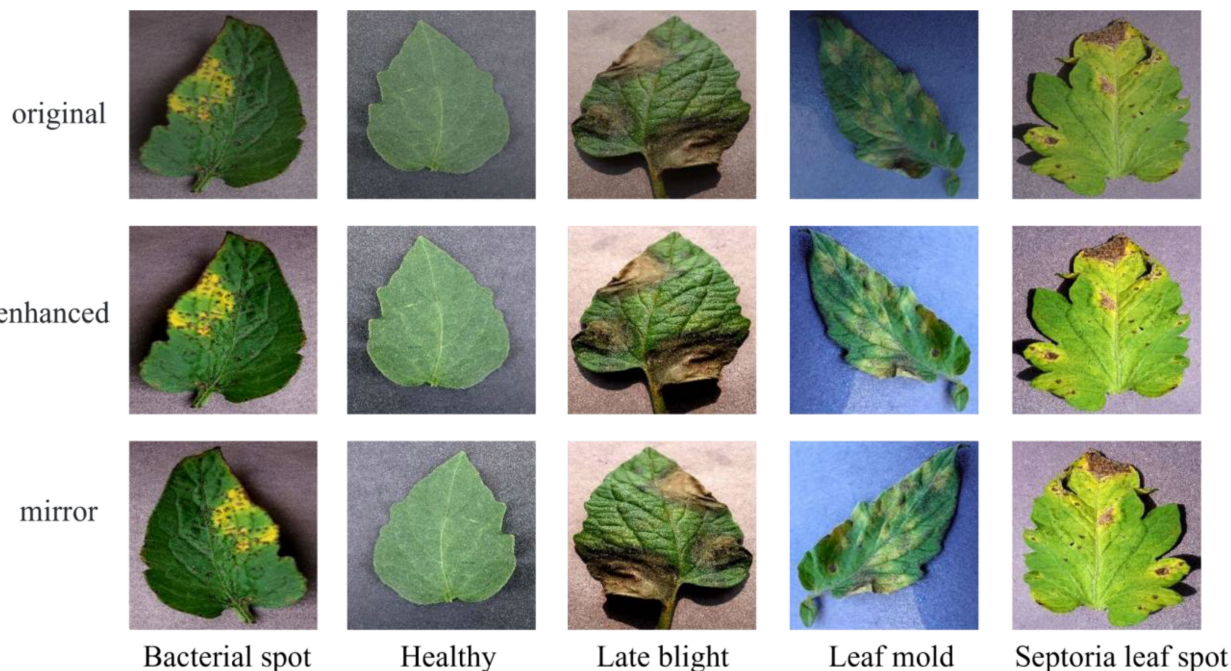 original
enhanced
mirror
Bacterial spot Healthy Late blight Leaf mold Septoria leaf spot